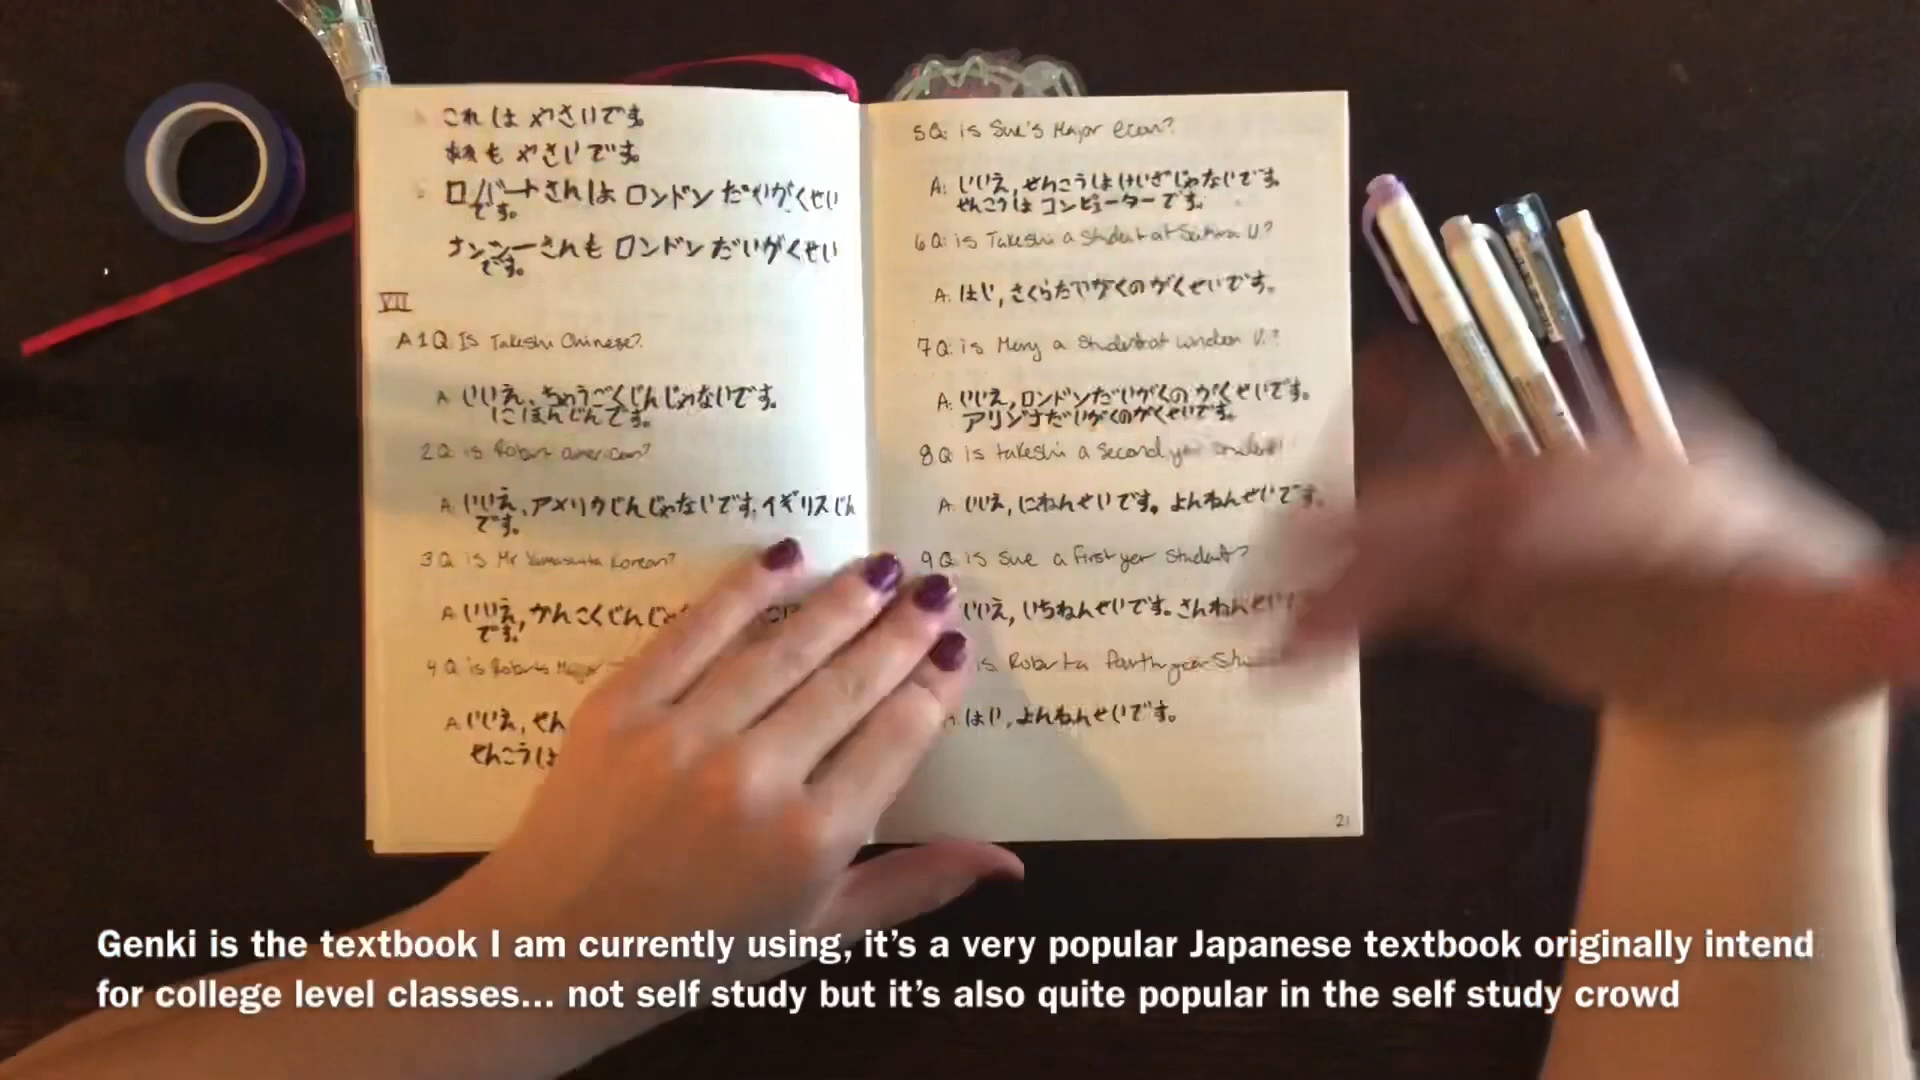 これは やさいです。
も やさいです。
ロバートさんは ロンドン だいがくせい
です。
ナンシーさんも ロンドン だいがくせい
です。
VII
A 1 Q: Is Takeshi Chinese?
A: いいえ、ちゅうごくじんじゃないです。
にほんじんです。
2 Q: is Robert american?
A: いいえ、アメリカじんじゃないです。イギリスじん
です。
3 Q: is Mr Yamasita Korean?
A: いいえ, かんこくじんじゃ
です。
4 Q: is Roberts Major
A: いいえ, せん
せんこうは
5 Q: is Sue's Major econ?
A: いいえ, せんこうはけいざじゃないです。
せんこうは コンピューターです。
6 Q: is Takeshi a student at Sakura U?
A: はい, さくらだいがくのがくせいです。
7 Q: is Mary a student at London U.?
A: いいえ, ロンドンだいがくの がくせいです。
アリゾナだいがくのがくせいです。
8 Q: is takeshi a Second year student
A: いいえ, にねんせいです。よんねんせいです。
9 Q: is Sue a first year student?
いいえ, いちねんせいです。さんねんせい
is Robert a fourth year
はい, よんねんせいです。
21
Genki is the textbook I am currently using, it's a very popular Japanese textbook originally intend
for college level classes... not self study but it's also quite popular in the self study crowd